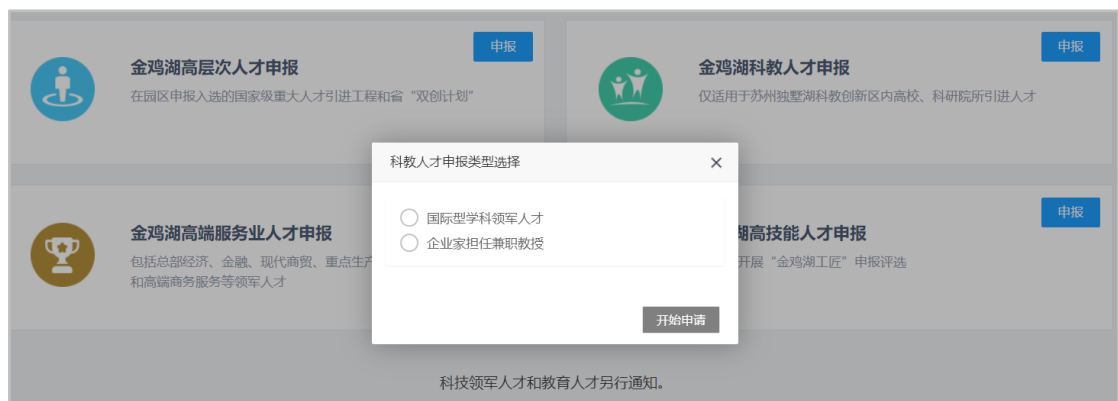 申报
金鸡湖高层次人才申报
在园区申报入选的国家级重大人才引进工程和省“双创计划”
申报
金鸡湖科教人才申报
仅适用于苏州独墅湖科教创新区内高校、科研院所引进人才
科教人才申报类型选择
国际型学科领军人才
企业家担任兼职教授
开始申请
金鸡湖高端服务业人才申报
包括总部经济、金融、现代商贸、重点生产
和高端商务服务等领军人才
申报
湖高技能人才申报
开展“金鸡湖工匠”申报评选
科技领军人才和教育人才另行通知。